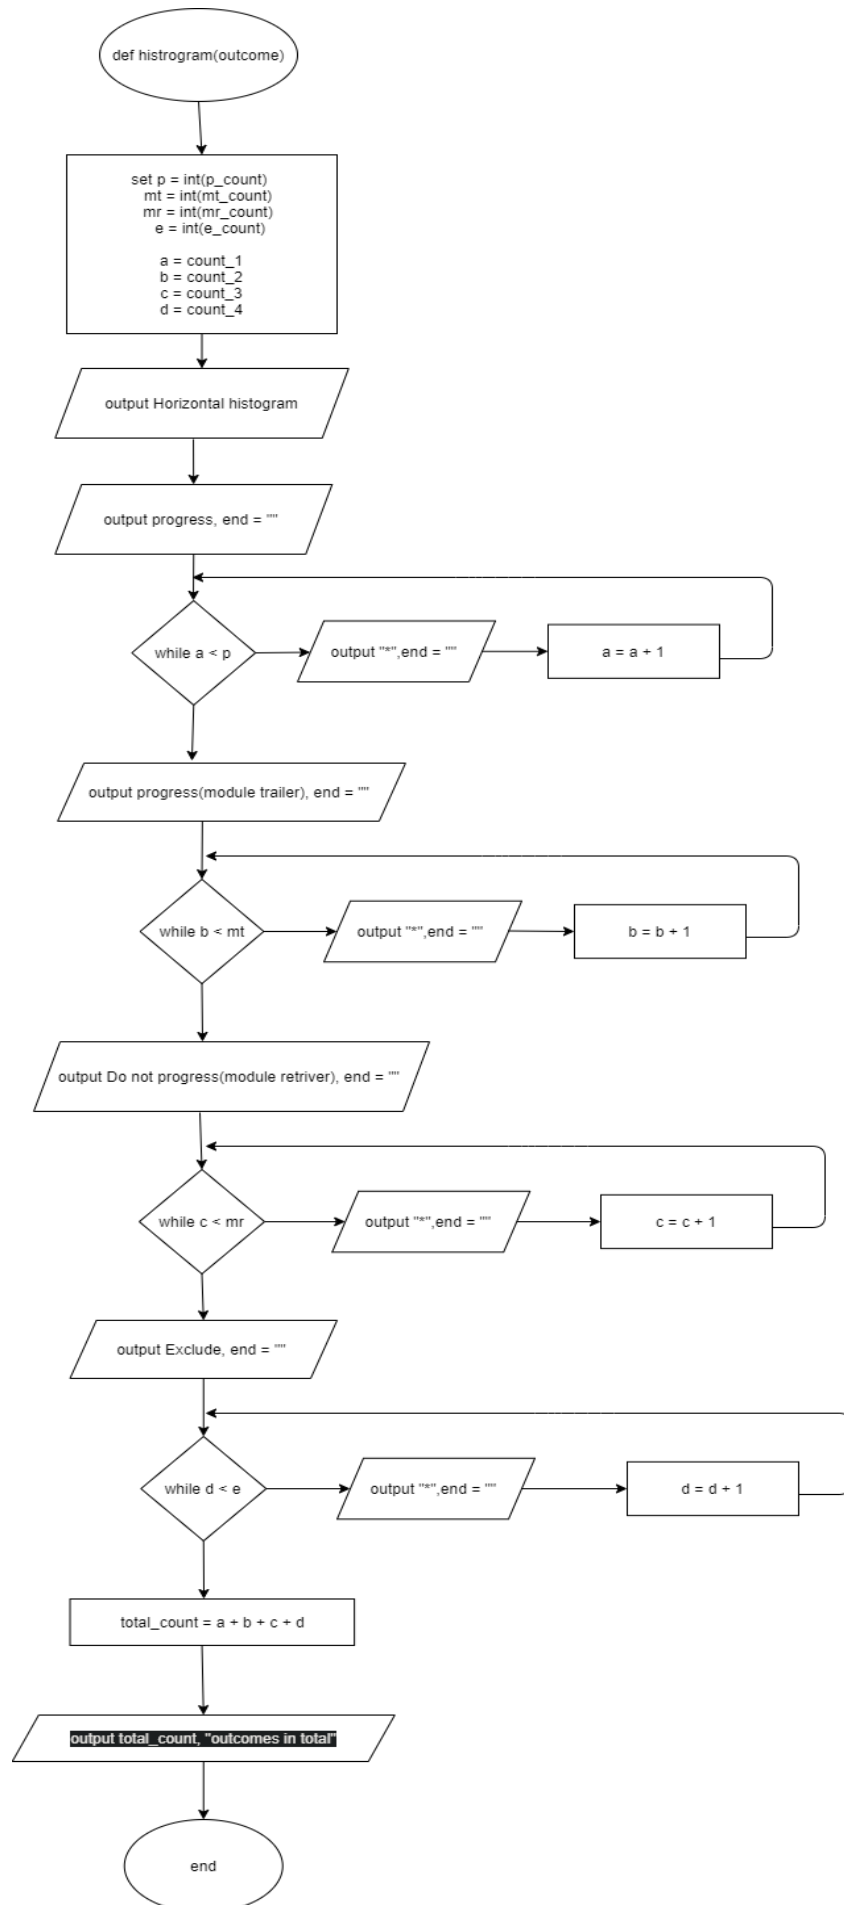 def histrogram(outcome)
set p = int(p_count)
mt = int(mt_count)
mr = int(mr_count)
e = int(e_count)
a = count_1
b = count_2
c = count_3
d = count_4
output Horizontal histogram
output progress, end = ""
while a < p
output "*",end = ""
a = a + 1
output progress(module trailer), end = ""
while b < mt
output "*",end = ""
b = b + 1
output Do not progress(module retriver), end = ""
while c < mr
output "*",end = ""
c = c + 1
output Exclude, end = ""
while d < e
output "*",end = ""
d = d + 1
total_count = a + b + c + d
output total_count, "outcomes in total"
end